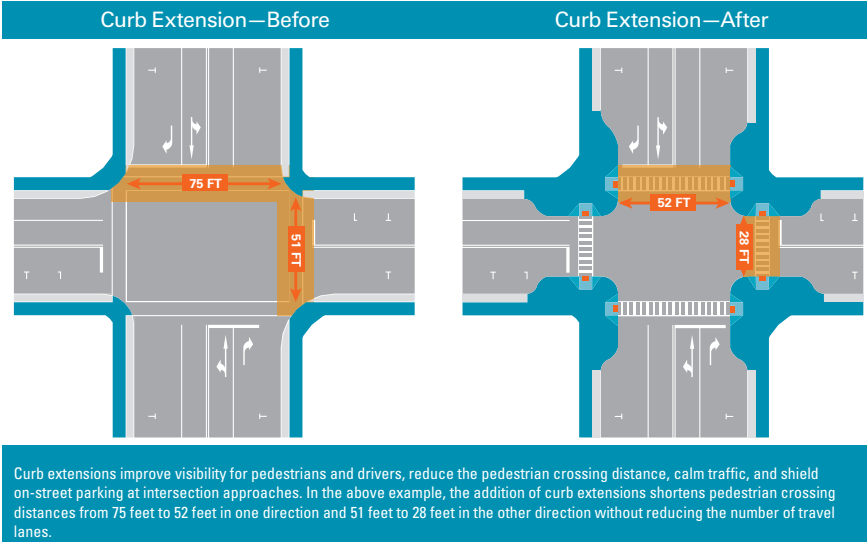 Curb Extension—Before
Curb Extension—After
75 FT
51 FT
52 FT
28 FT
Curb extensions improve visibility for pedestrians and drivers, reduce the pedestrian crossing distance, calm traffic, and shield
on-street parking at intersection approaches. In the above example, the addition of curb extensions shortens pedestrian crossing
distances from 75 feet to 52 feet in one direction and 51 feet to 28 feet in the other direction without reducing the number of travel
lanes.